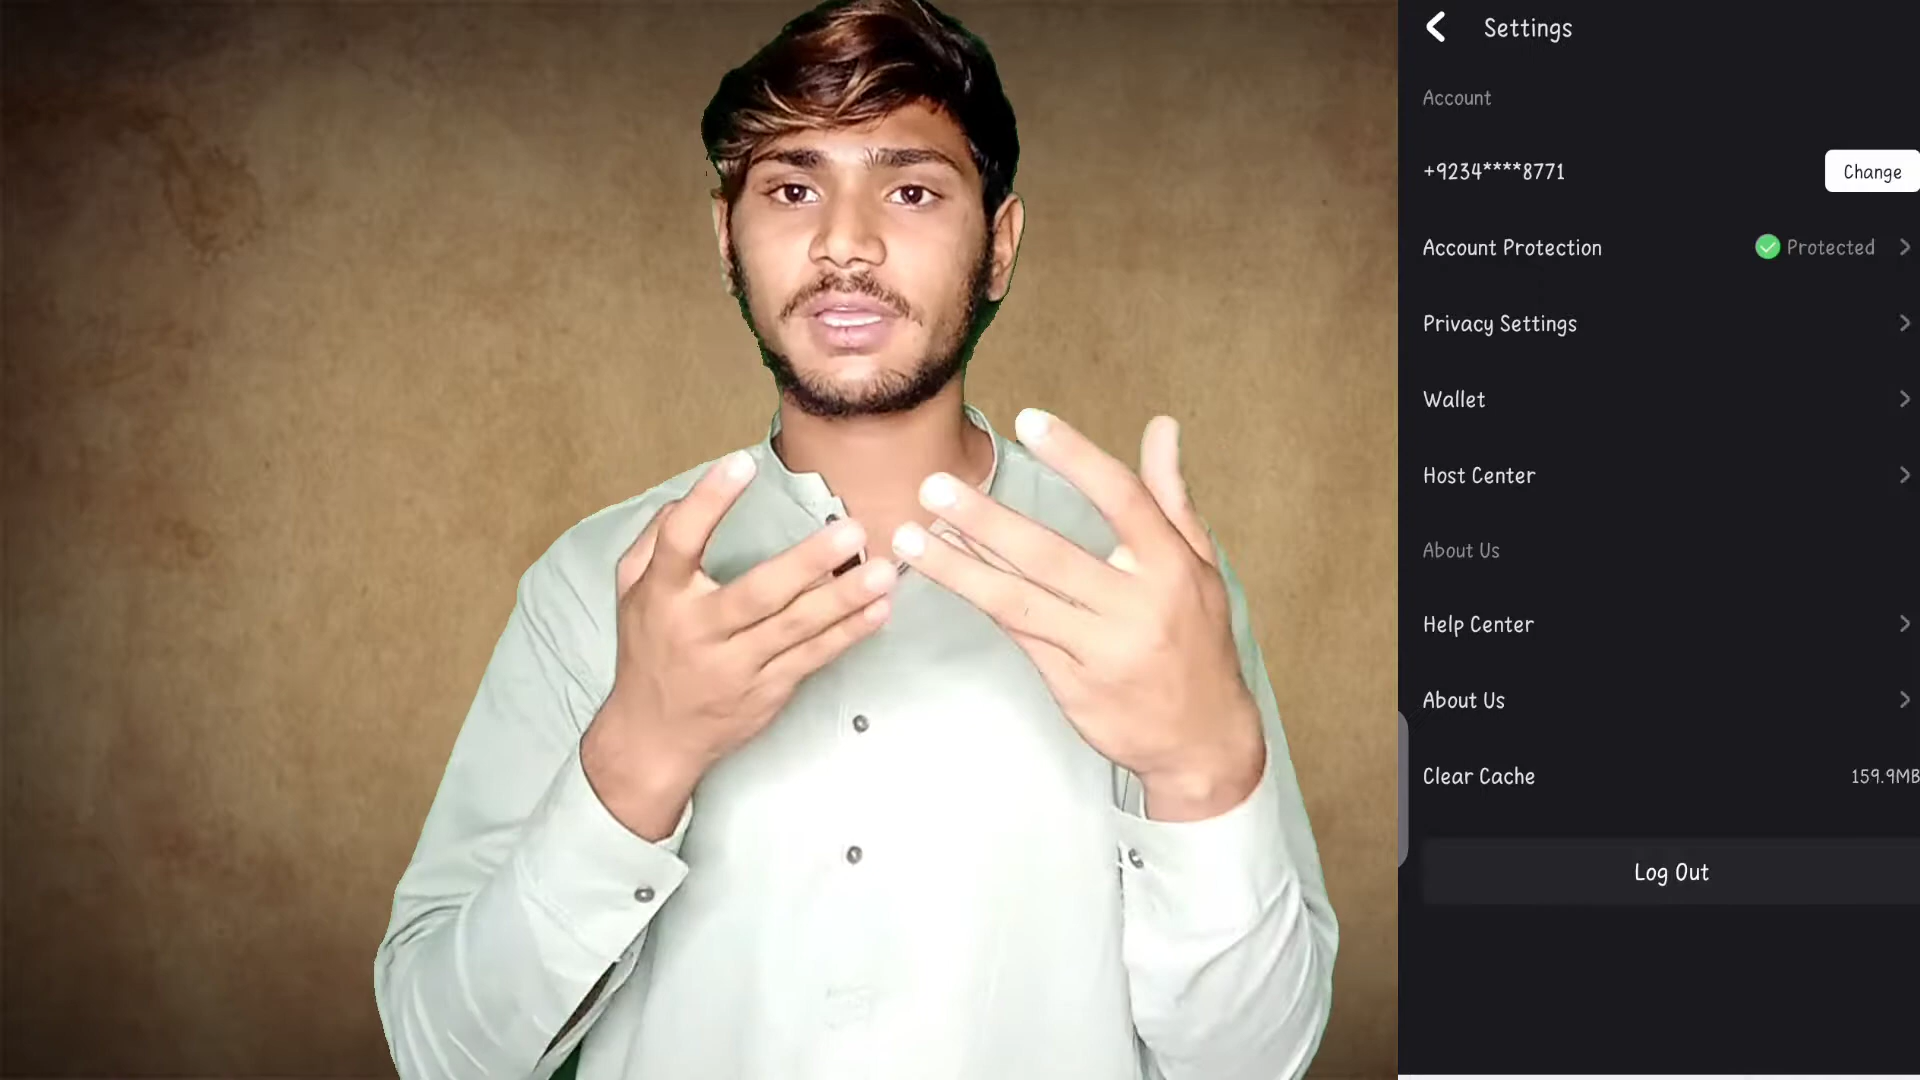 Settings
Account
+9234****8771
Change
Account Protection
Protected
Privacy Settings
Wallet
Host Center
About Us
Help Center
About Us
Clear Cache
159.9MB
Log Out